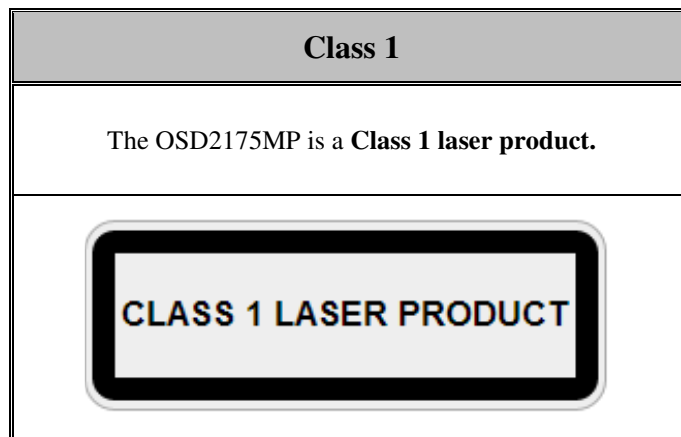 Class 1
The OSD2175MP is a Class 1 laser product.
CLASS 1 LASER PRODUCT